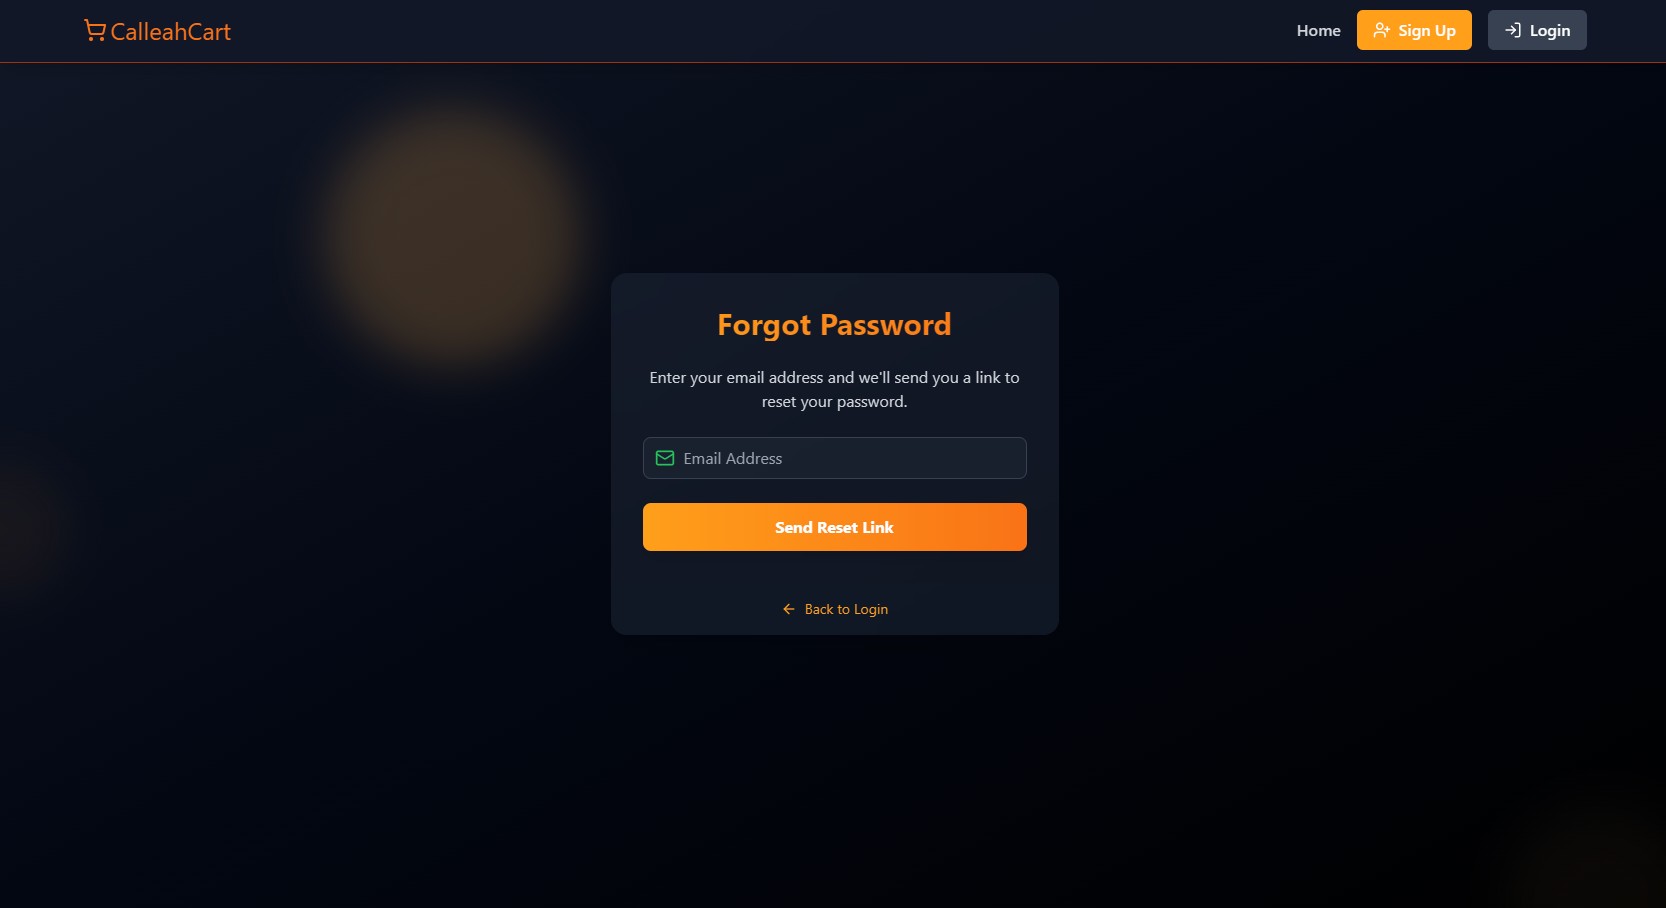 CalleahCart
Home
Sign Up
Login
Forgot Password
Enter your email address and we'll send you a link to
reset your password.
Email Address
Send Reset Link
Back to Login